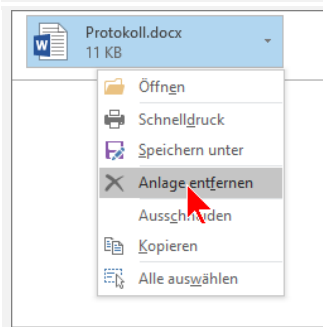 Protokoll.docx
11 KB
Öffnen
Schnelldruck
Speichern unter
Anlage entfernen
Ausschneiden
Kopieren
Alle auswählen